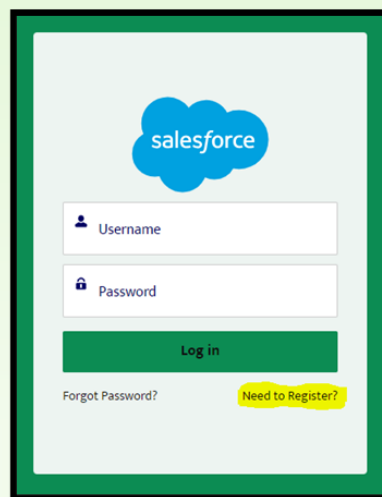 salesforce
Username
Password
Log in
Forgot Password? Need to Register?